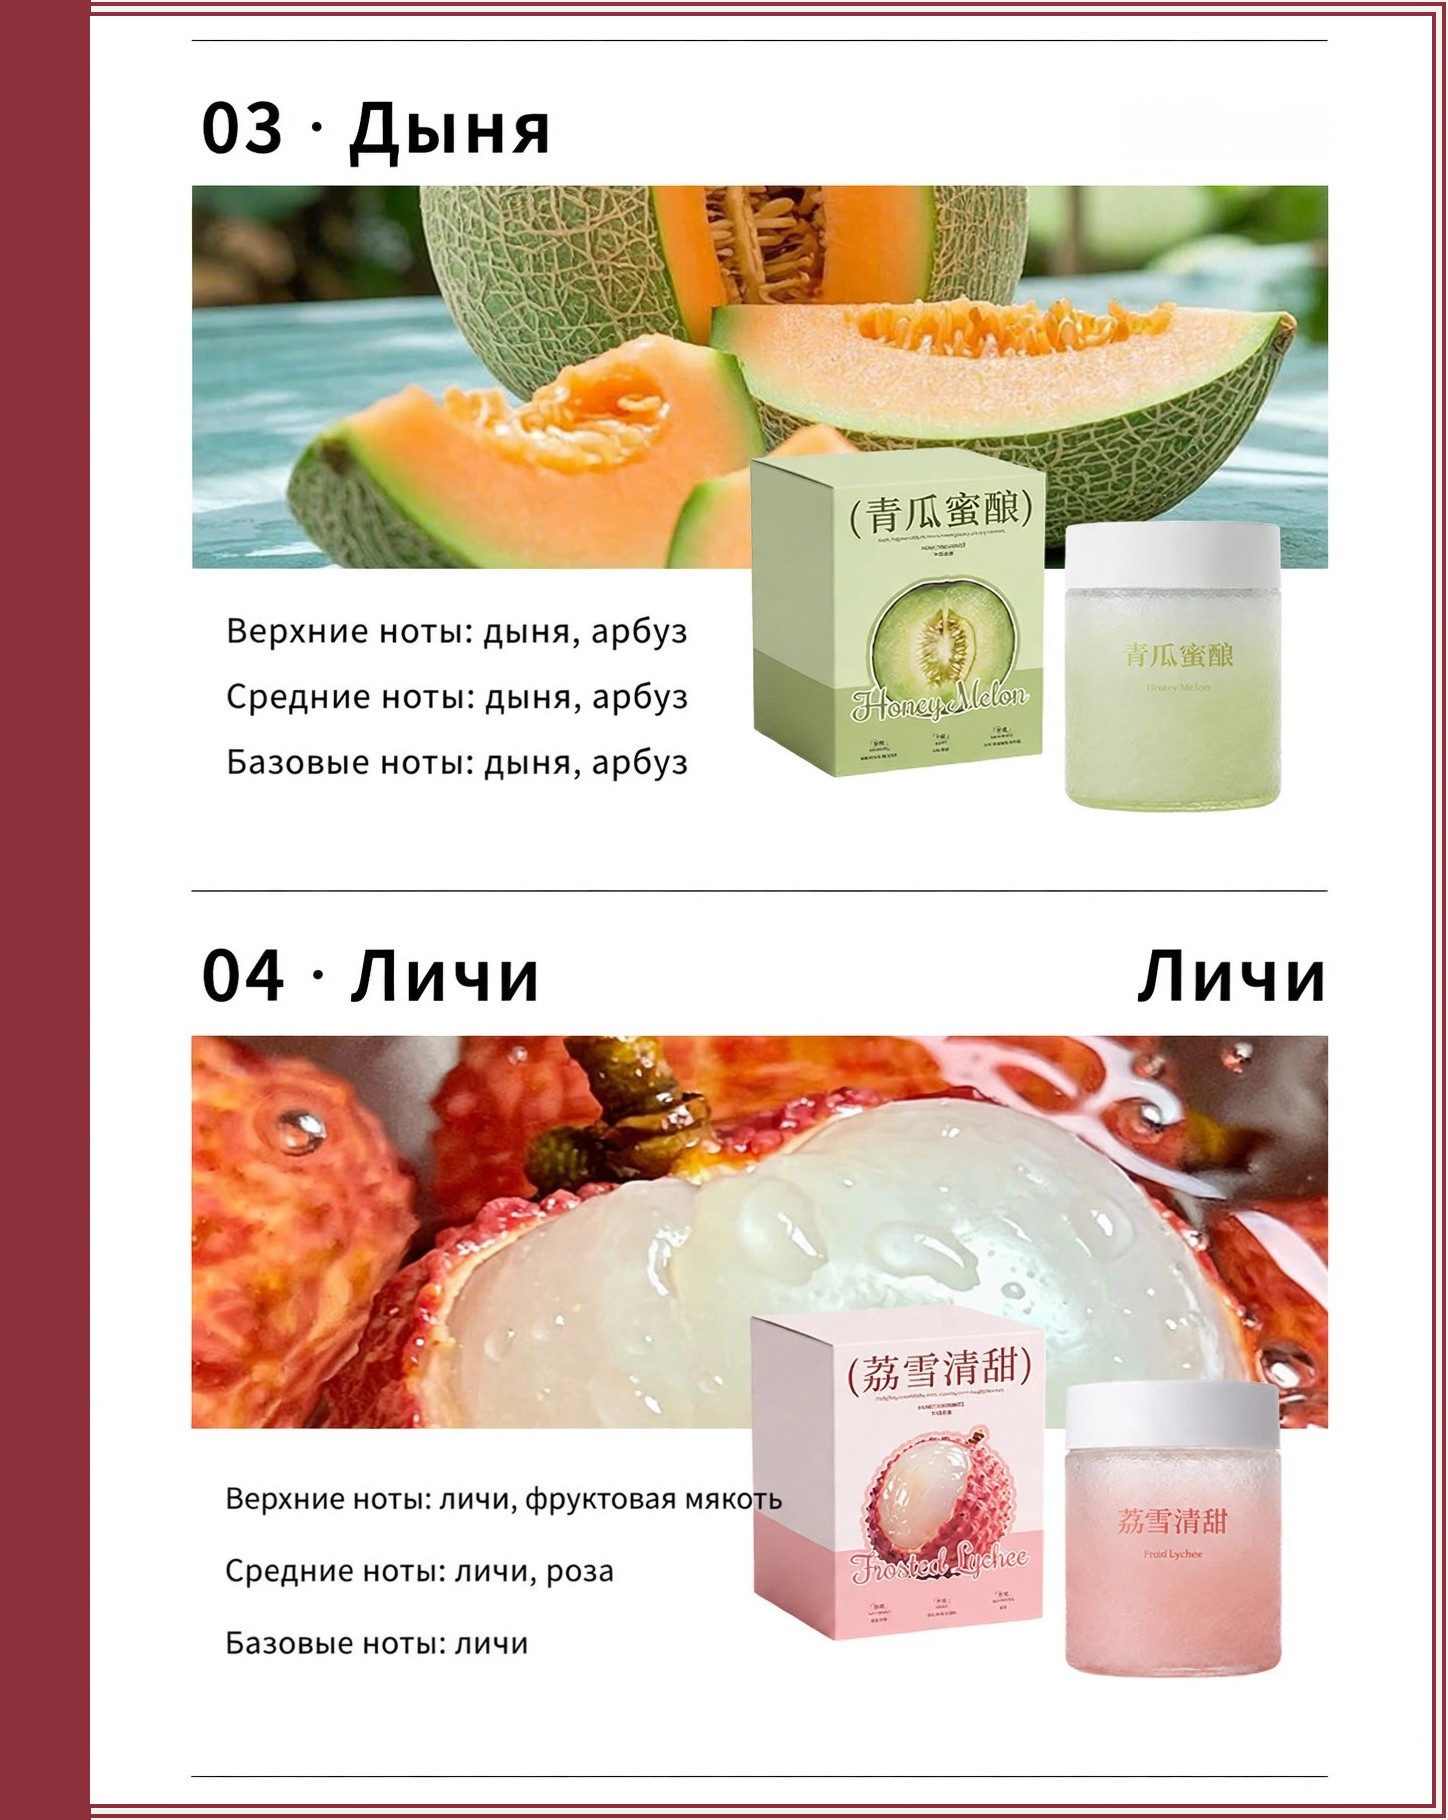 03 · Дыня
(青瓜蜜酿)
Honey Melon
青瓜蜜酿
Honey Melon
Верхние ноты: дыня, арбуз
Средние ноты: дыня, арбуз
Базовые ноты: дыня, арбуз
04 · Личи
Личи
(荔雪清甜)
Frosted Lychee
荔雪清甜
Fraid Lychee
Верхние ноты: личи, фруктовая мякоть
Средние ноты: личи, роза
Базовые ноты: личи